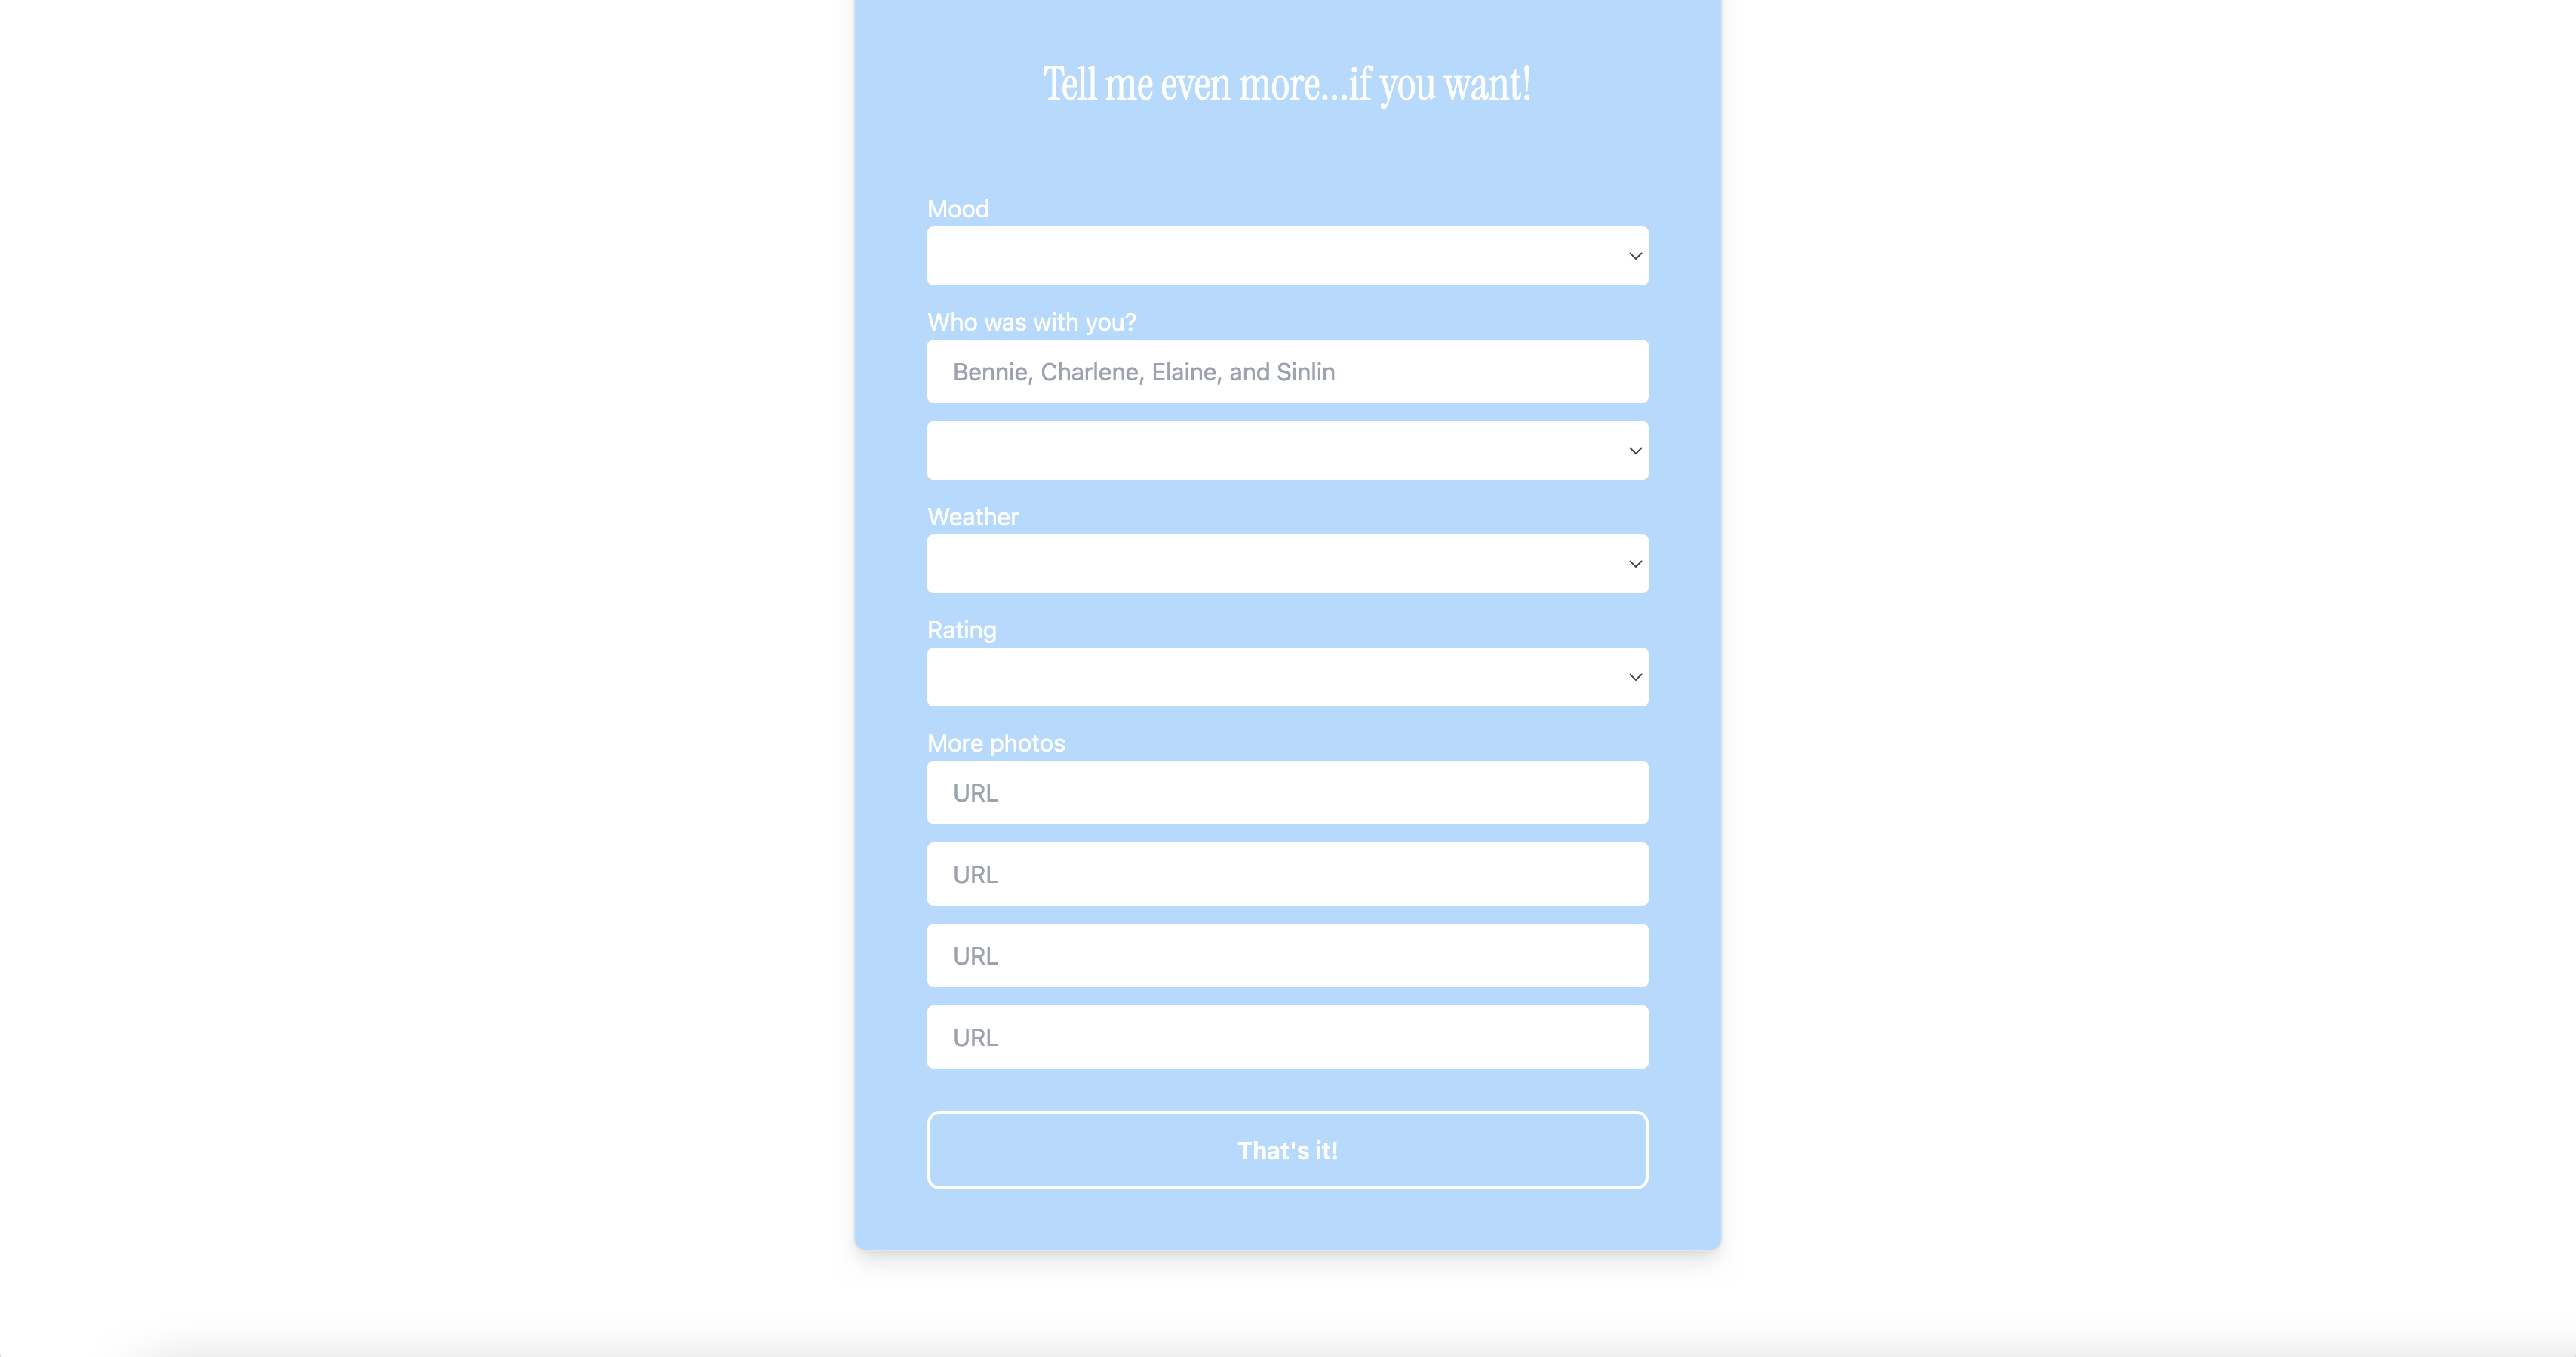 Tell me even more...if you want!
Mood
Who was with you?
Bennie, Charlene, Elaine, and Sinlin
Weather
Rating
More photos
URL
URL
URL
URL
That's it!